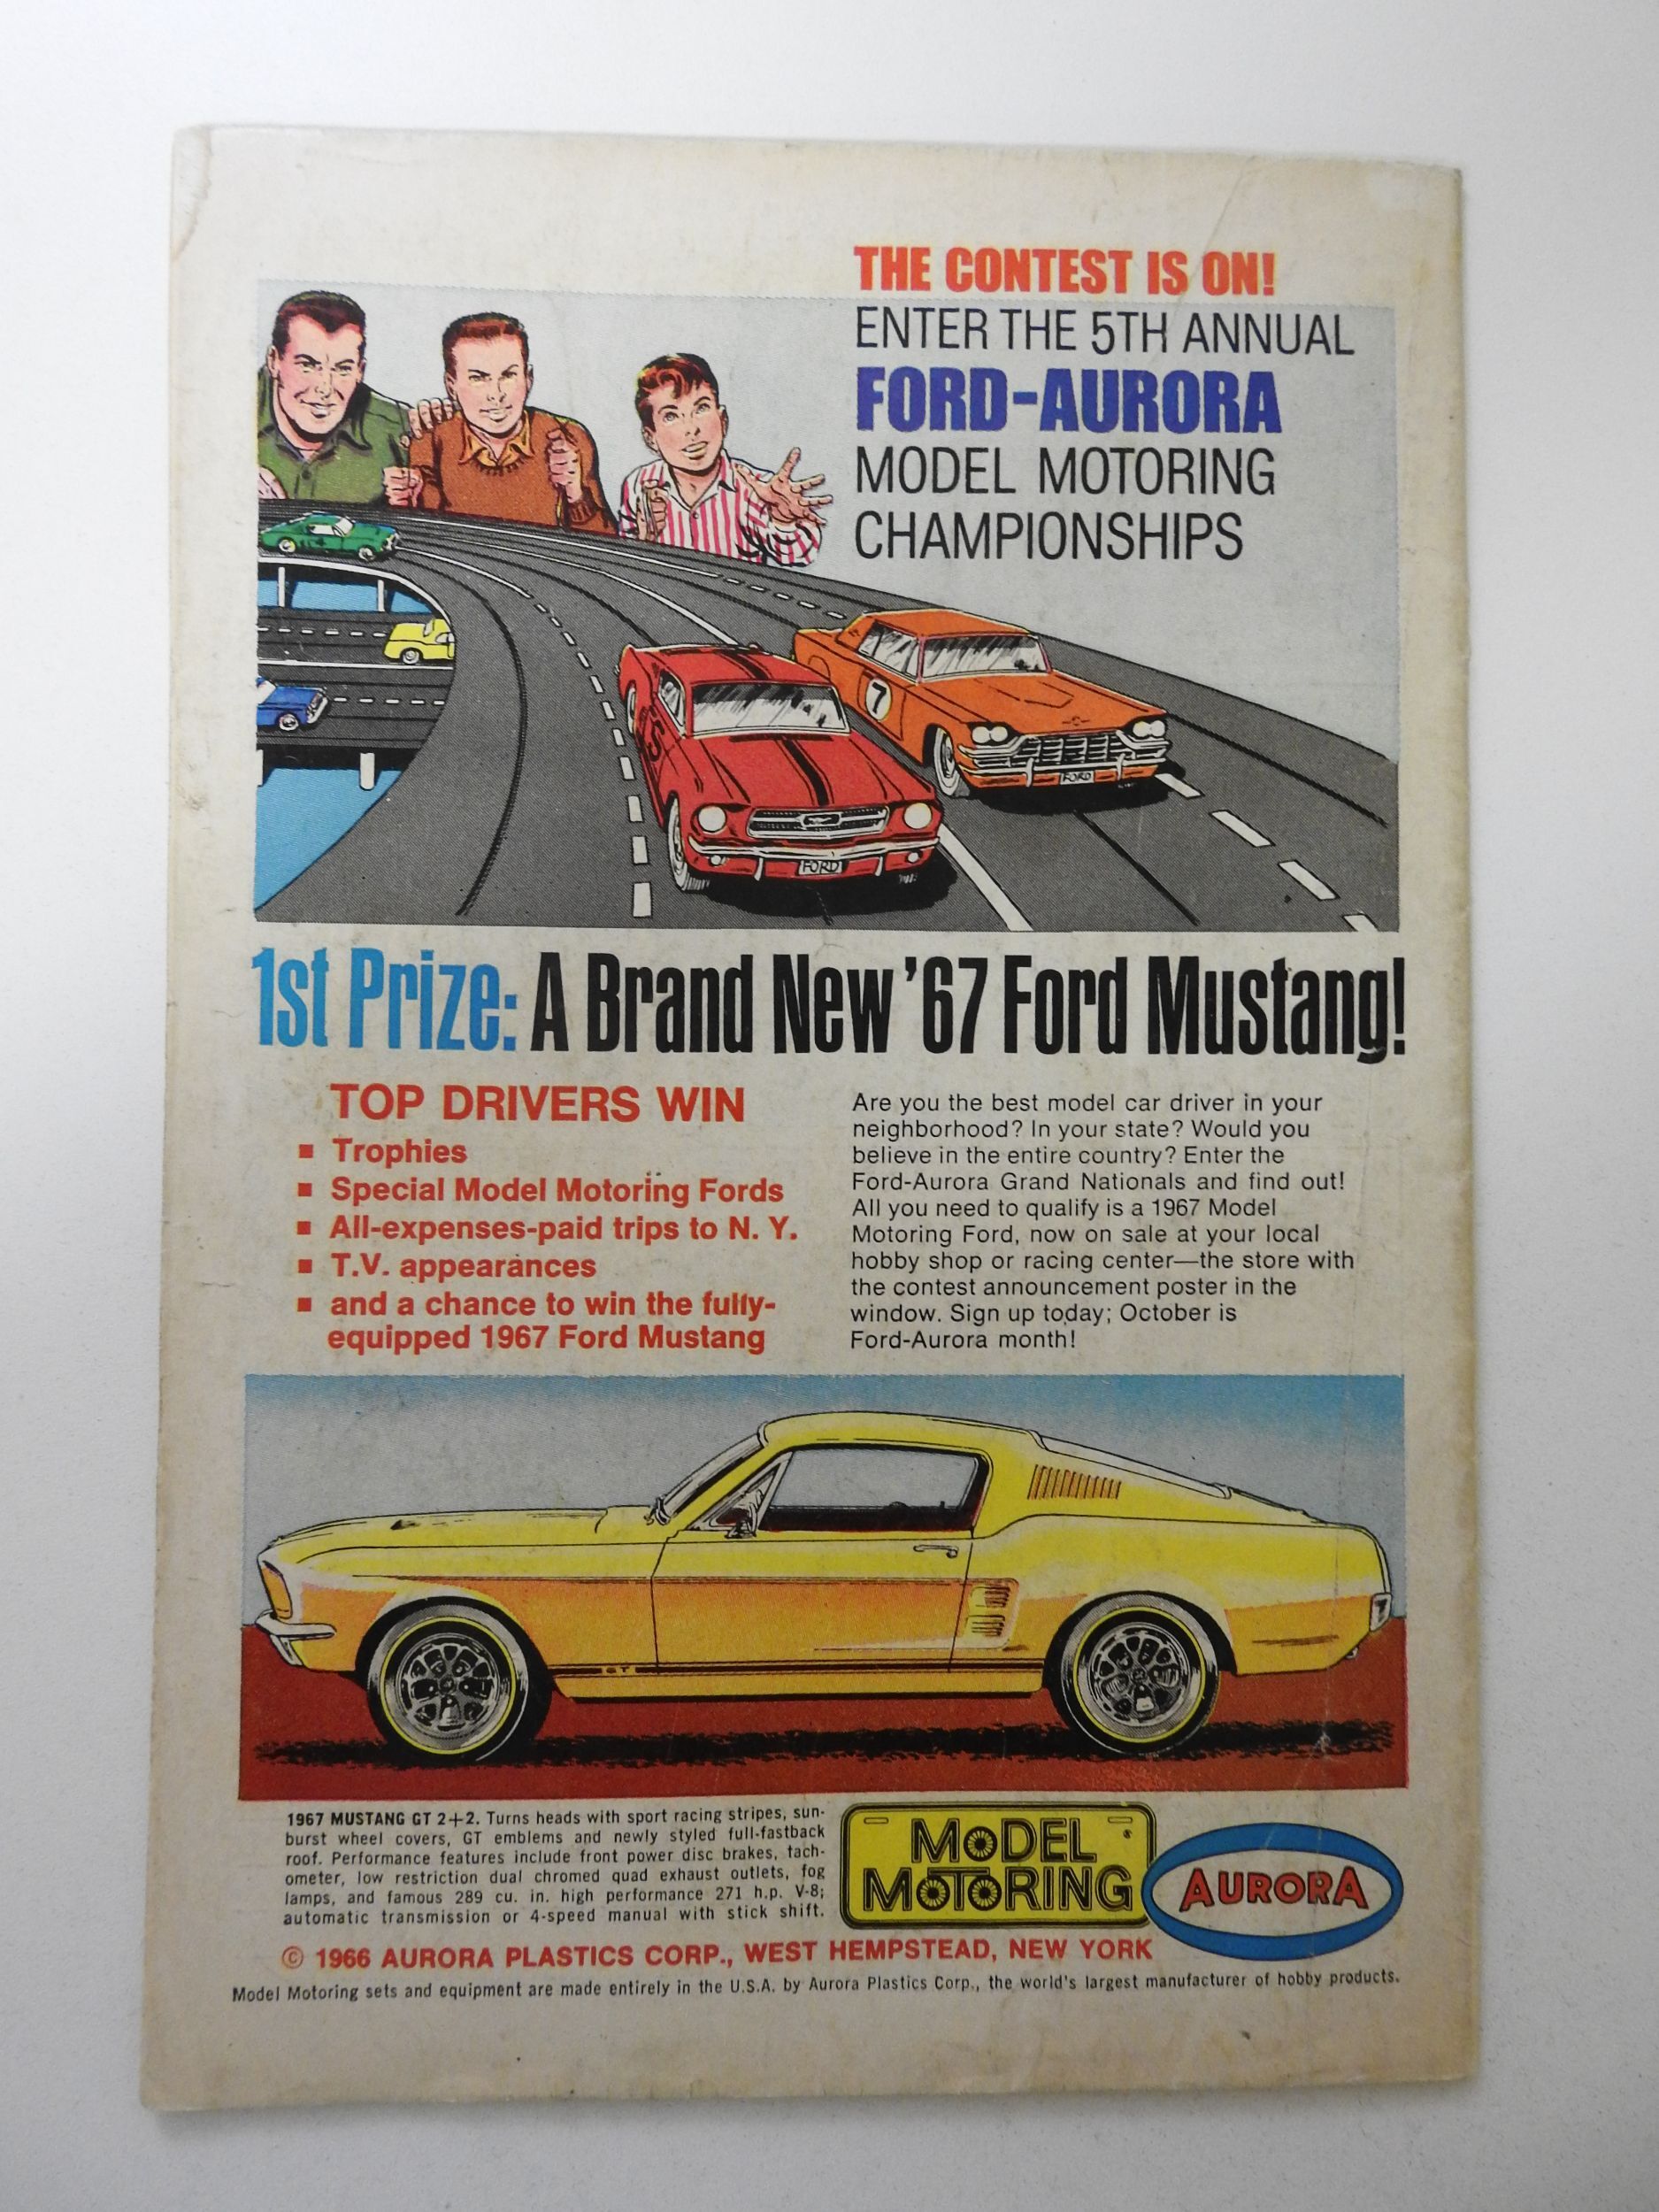 THE CONTEST IS ON!
ENTER THE 5TH ANNUAL
FORD-AURORA
MODEL MOTORING
CHAMPIONSHIPS
7
FORD
FORD
1st Prize: A Brand New '67 Ford Mustang!
TOP DRIVERS WIN
▪ Trophies
▪ Special Model Motoring Fords
▪ All-expenses-paid trips to N. Y.
▪ T.V. appearances
▪ and a chance to win the fully-
equipped 1967 Ford Mustang
Are you the best model car driver in your
neighborhood? In your state? Would you
believe in the entire country? Enter the
Ford-Aurora Grand Nationals and find out!
All you need to qualify is a 1967 Model
Motoring Ford, now on sale at your local
hobby shop or racing center—the store with
the contest announcement poster in the
window. Sign up today; October is
Ford-Aurora month!
GT
1967 MUSTANG GT 2+2. Turns heads with sport racing stripes, sun-
burst wheel covers, GT emblems and newly styled full-fastback
roof. Performance features include front power disc brakes, tach-
ometer, low restriction dual chromed quad exhaust outlets, fog
lamps, and famous 289 cu. in. high performance 271 h.p. V-8;
automatic transmission or 4-speed manual with stick shift.
MODEL
MOTORING
AURORA
© 1966 AURORA PLASTICS CORP., WEST HEMPSTEAD, NEW YORK
Model Motoring sets and equipment are made entirely in the U.S.A. by Aurora Plastics Corp., the world's largest manufacturer of hobby products.